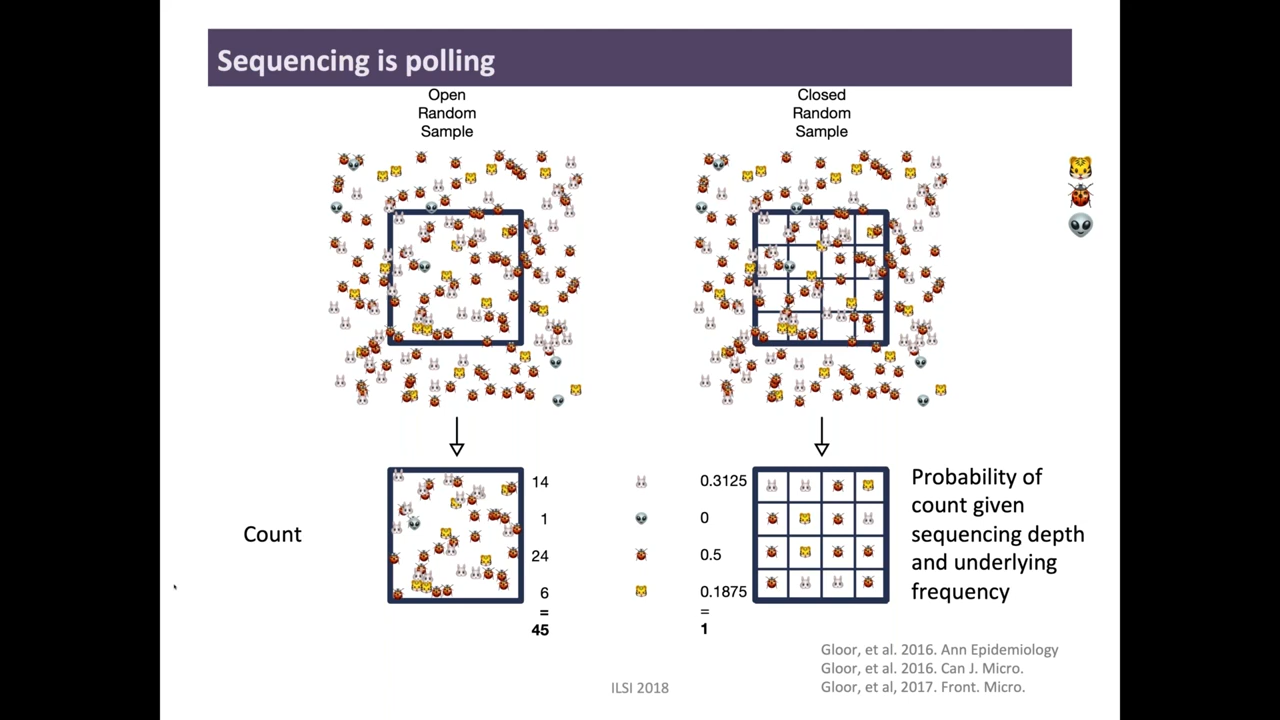 Sequencing is polling
Open
Random
Sample
Closed
Random
Sample
Count
14
1
24
6
=
45
0.3125
0
0.5
0.1875
=
1
Probability of
count given
sequencing depth
and underlying
frequency
Gloor, et al. 2016. Ann Epidemiology
Gloor, et al. 2016. Can J. Micro.
Gloor, et al, 2017. Front. Micro.
ILSI 2018